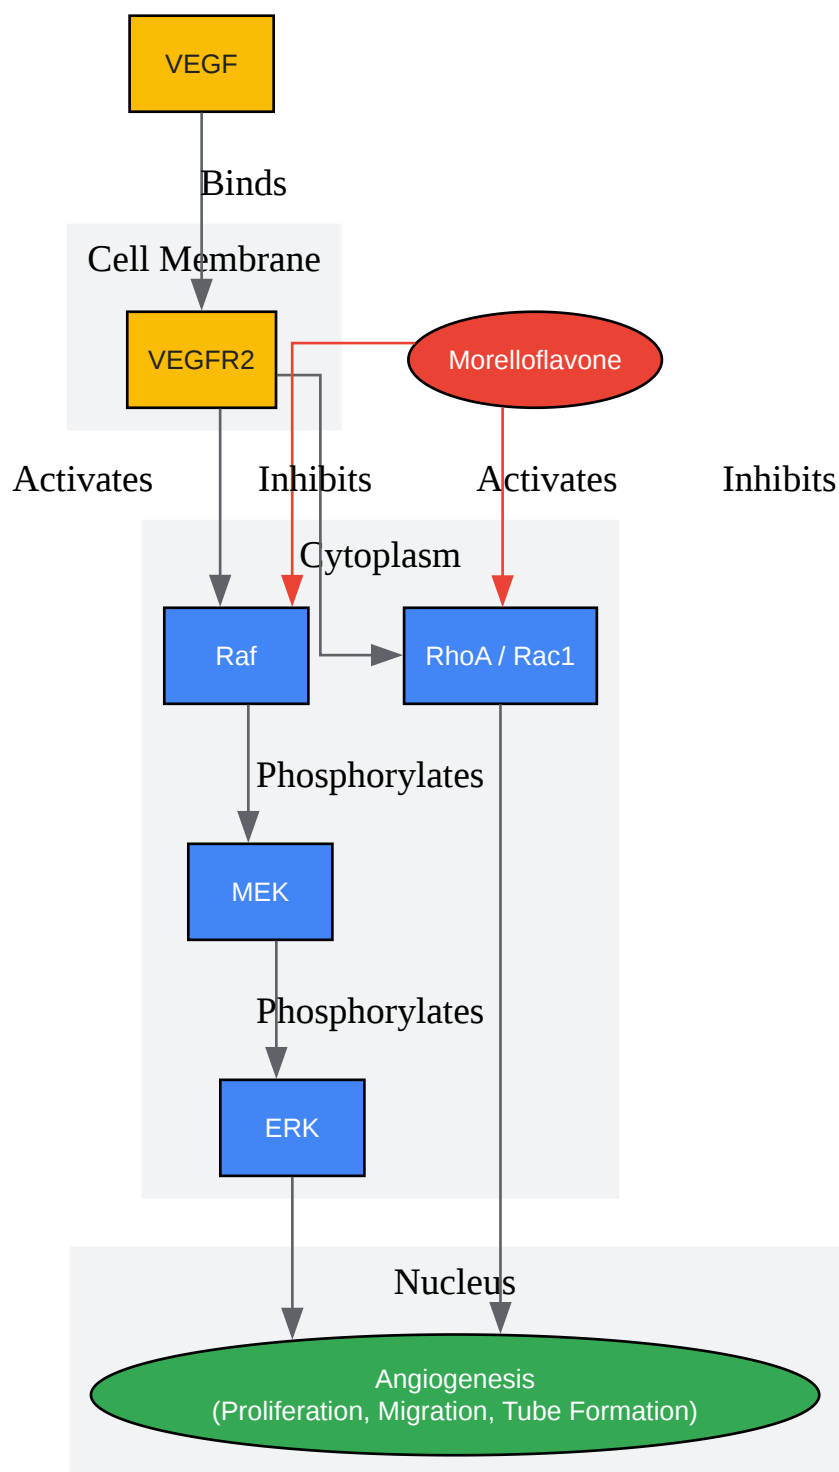 VEGF
Binds
Cell Membrane
VEGFR2
Morelloflavone
Activates
Inhibits
Activates
Inhibits
Cytoplasm
Raf
RhoA / Rac1
Phosphorylates
MEK
Phosphorylates
ERK
Nucleus
Angiogenesis
(Proliferation, Migration, Tube Formation)